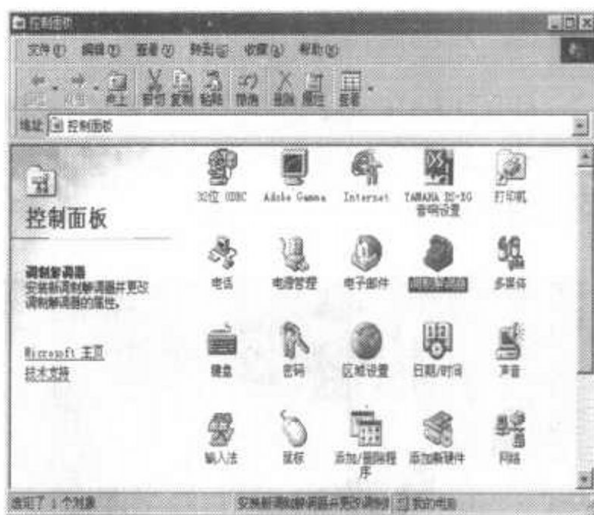 控制面板
文件(F) 编辑(E) 查看(V) 转到(G) 收藏(A) 帮助(H)
向上 剪切 复制 粘贴 撤消 删除 属性 查看
地址 控制面板
控制面板
调制解调器
安装新调制解调器并更改
调制解调器的属性。
Microsoft 主页
技术支持
32位 ODBC Adobe Gamma Internet YAMAHA DS-XG 音响设置 打印机
电话 电源管理 电子邮件 调制解调器 多媒体
键盘 密码 区域设置 日期/时间 声音
输入法 鼠标 添加/删除程序 添加新硬件 网络
选定了 1 个对象 安装新调制解调器并更改调制 我的电脑